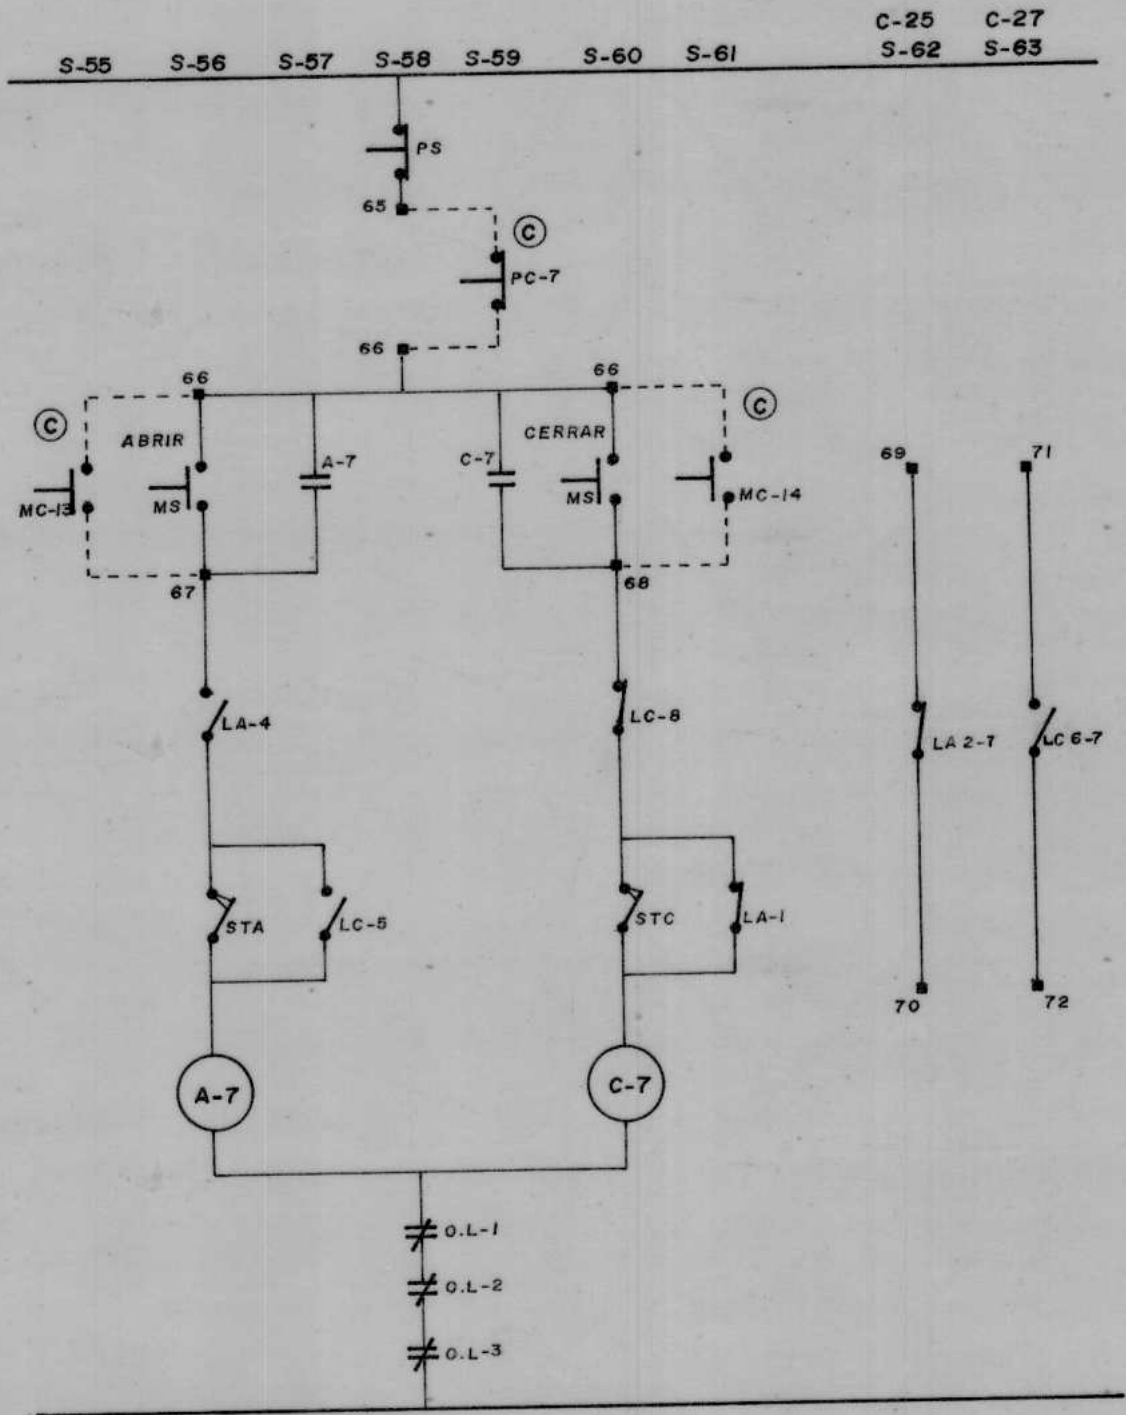 C-25 C-27
S-55 S-56 S-57 S-58 S-59 S-60 S-61 S-62 S-63
PS
65
C
PC-7
66
66 66
C C
ABRIR CERRAR
A-7 C-7
MC-13 MS MS MC-14
69 71
67 68
LA-4 LC-8 LA 2-7 LC 6-7
STA LC-5 STC LA-1
70 72
A-7 C-7
O.L-1
O.L-2
O.L-3